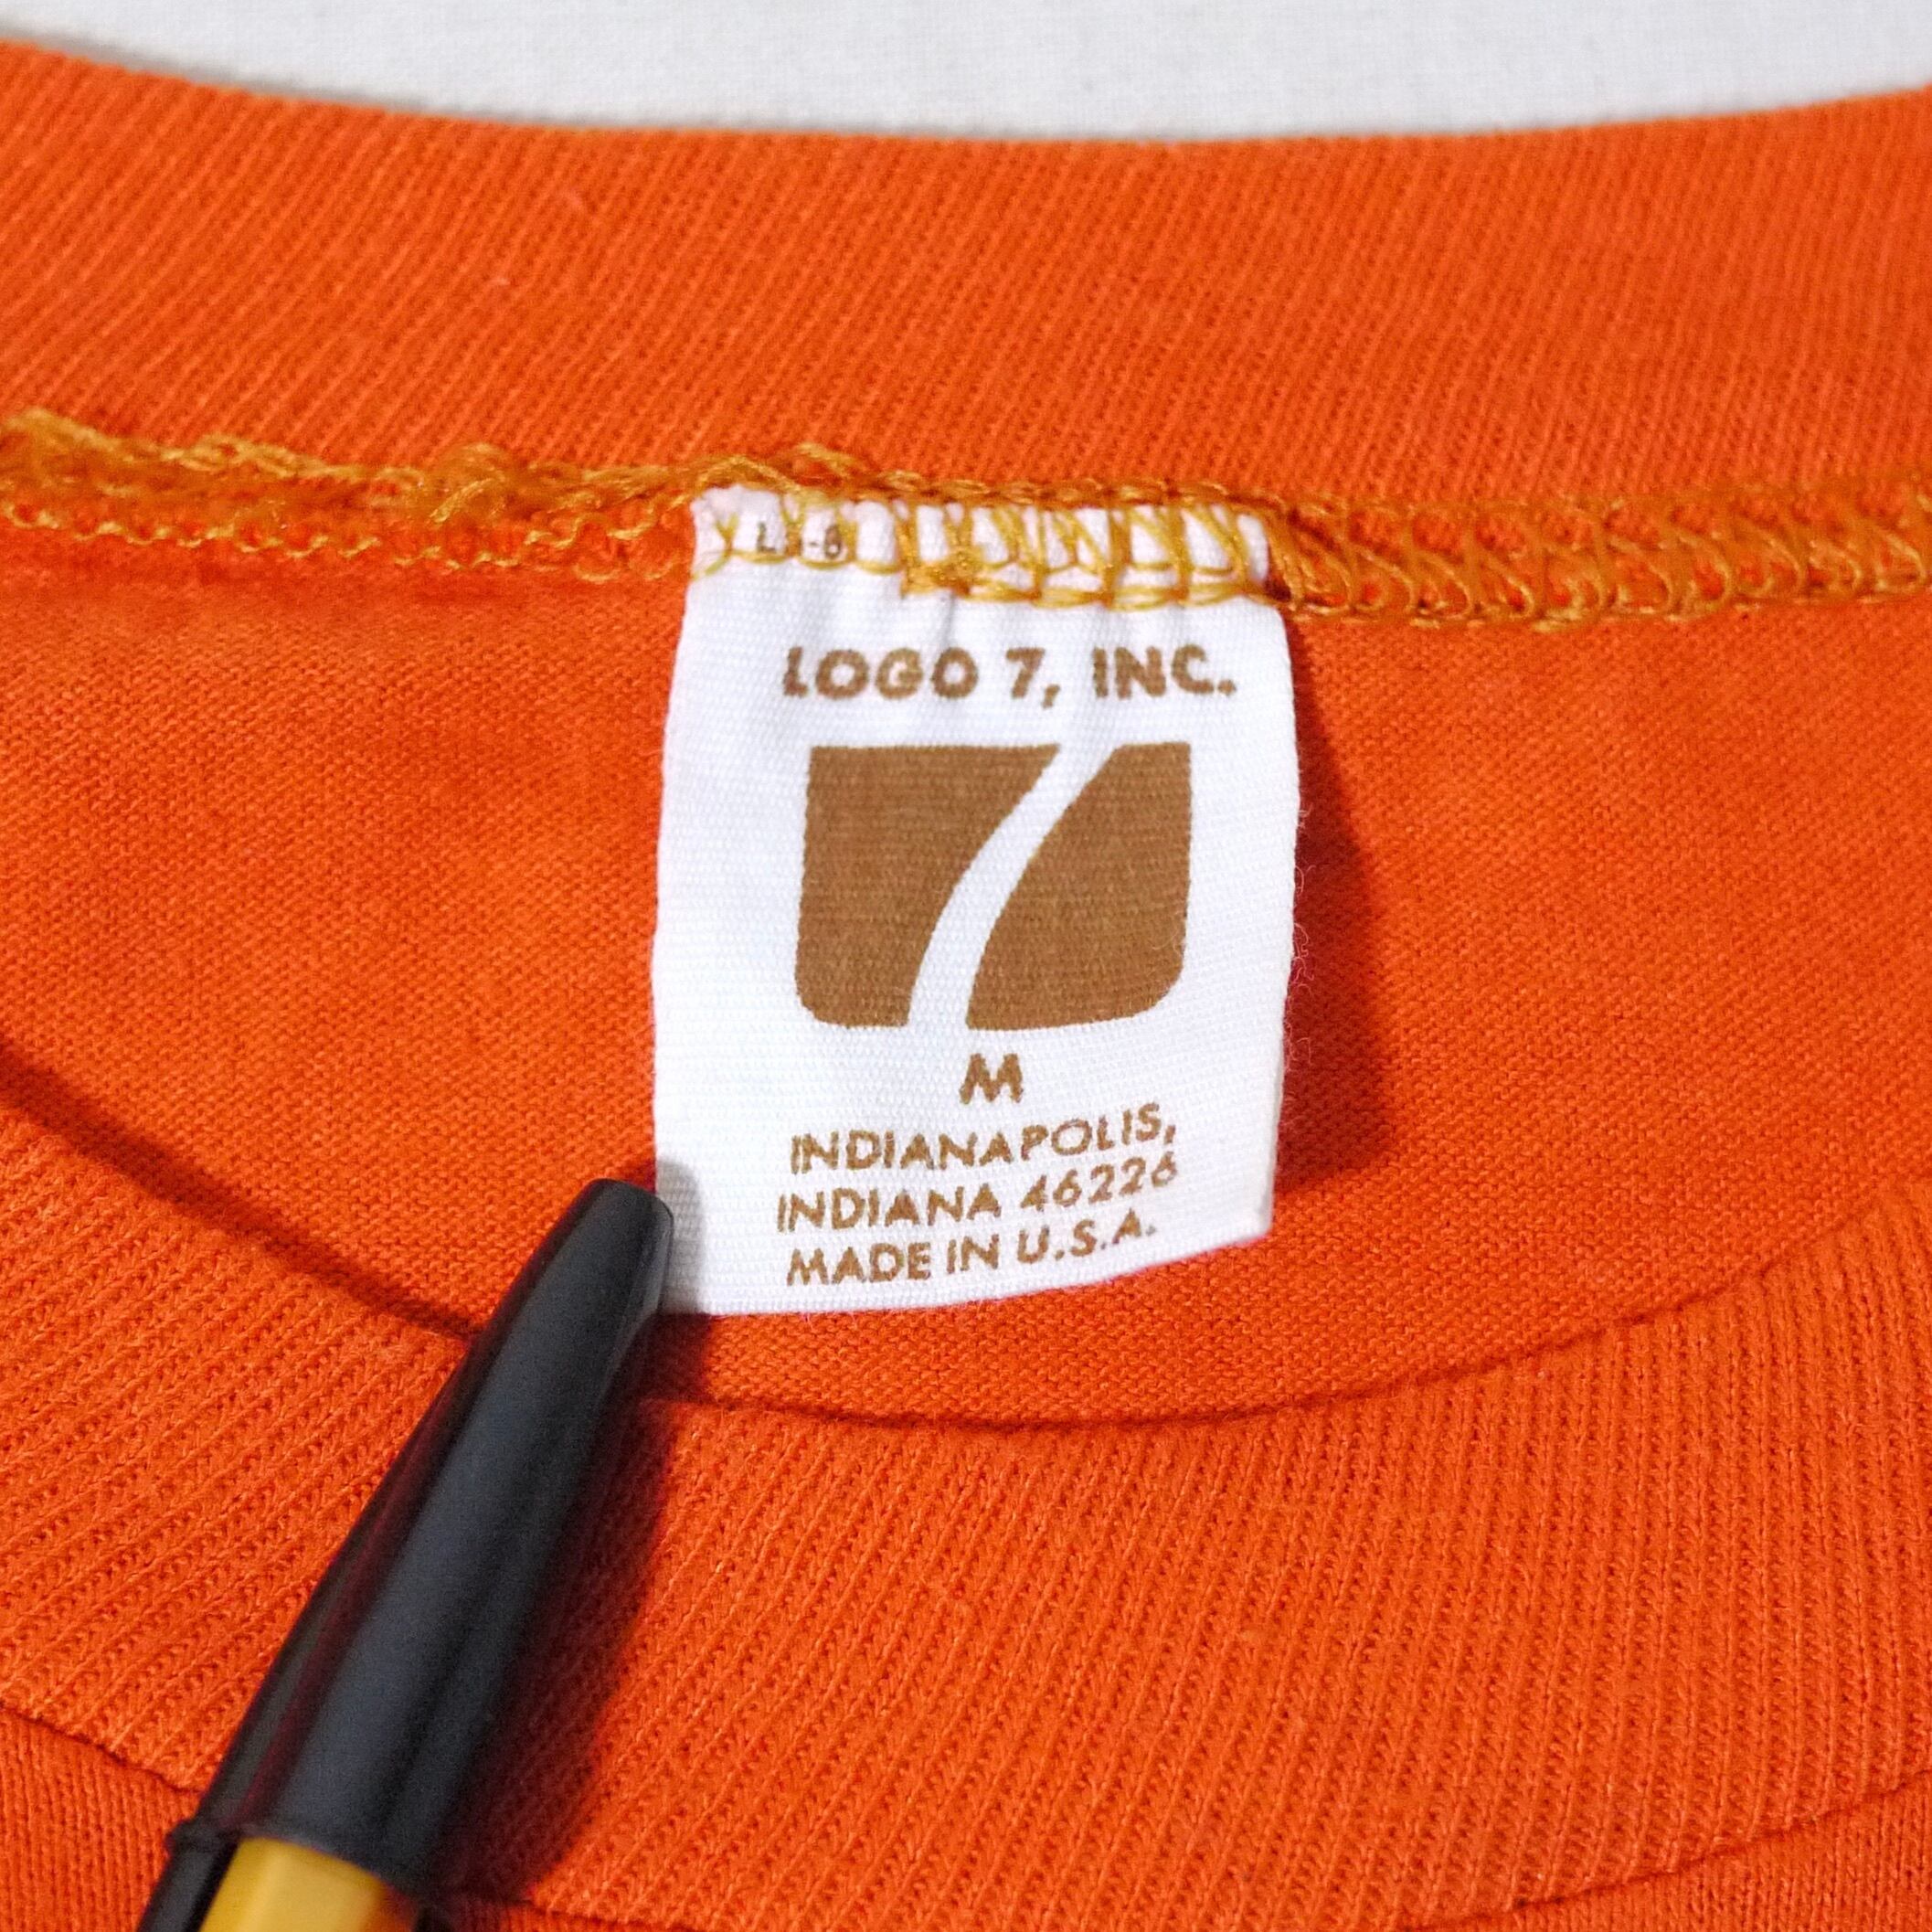 LOGO 7, INC.
7
M
INDIANAPOLIS,
INDIANA 46226
MADE IN U.S.A.